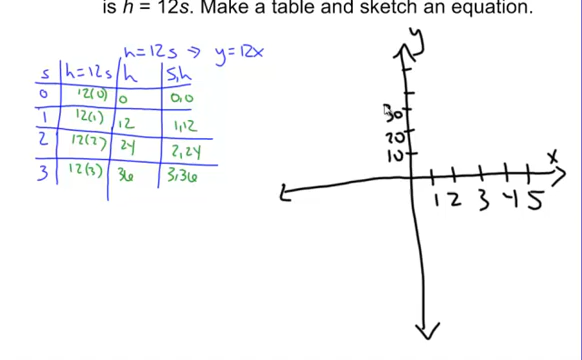 is h = 12s. Make a table and sketch an equation.
h=12s → y=12x
s h=12s h s,h
0 12(0) 0 0,0
1 12(1) 12 1,12
2 12(2) 24 2,24
3 12(3) 36 3,36
y
30
20
10
x
1 2 3 4 5